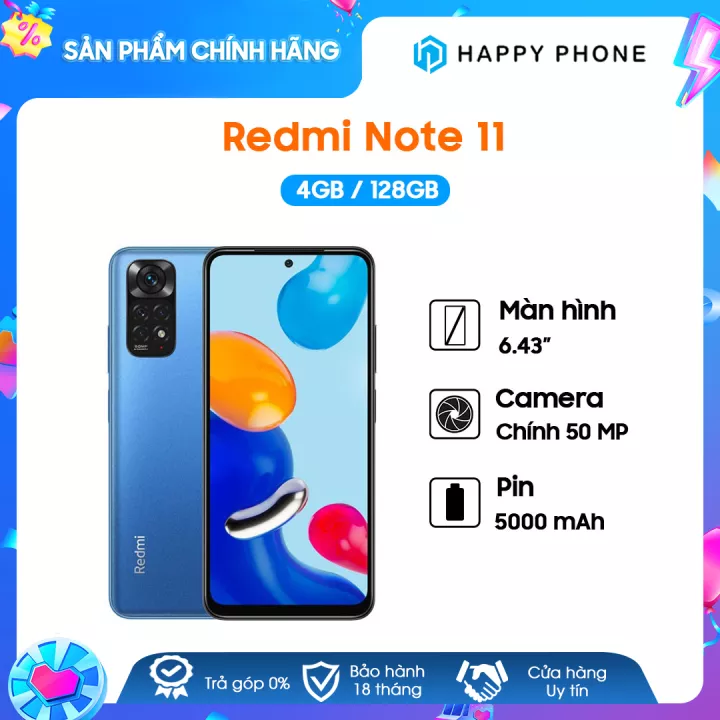 SẢN PHẨM CHÍNH HÃNG
HAPPY PHONE
Redmi Note 11
4GB / 128GB
Màn hình
6.43”
Camera
Chính 50 MP
Pin
5000 mAh
Redmi
Trả góp 0%
Bảo hành
18 tháng
Cửa hàng
Uy tín